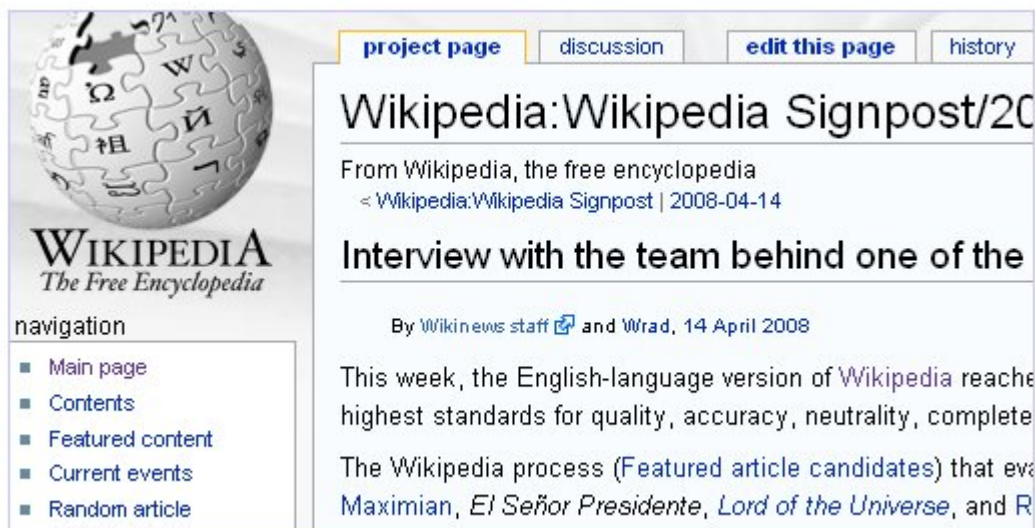 project page
discussion
edit this page
history
Wikipedia:Wikipedia Signpost/20
From Wikipedia, the free encyclopedia
< Wikipedia:Wikipedia Signpost | 2008-04-14
Interview with the team behind one of the
By Wikinews staff and Wrad, 14 April 2008
This week, the English-language version of Wikipedia reache
highest standards for quality, accuracy, neutrality, complete
The Wikipedia process (Featured article candidates) that eva
Maximian, El Señor Presidente, Lord of the Universe, and R
WIKIPEDIA
The Free Encyclopedia
navigation
Main page
Contents
Featured content
Current events
Random article
Ω
W
И
祖